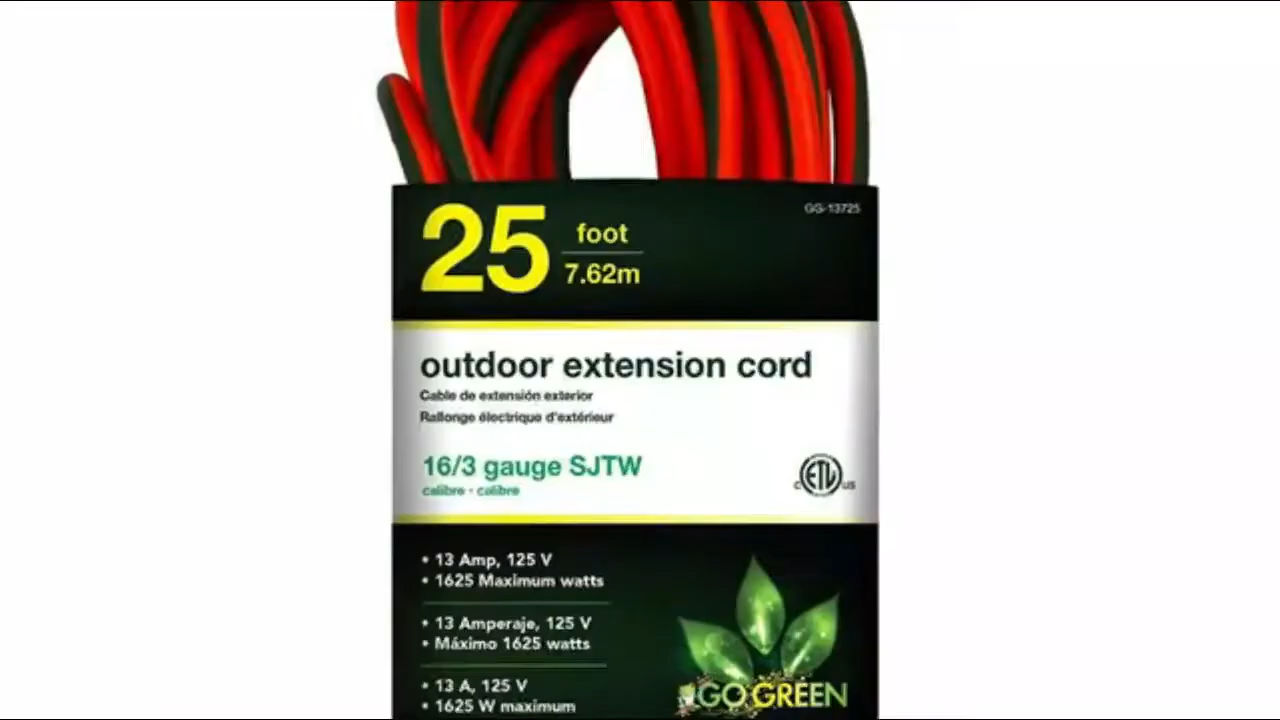 25 foot
7.62m
GG-13725
outdoor extension cord
Cable de extensión exterior
Rallonge électrique d'extérieur
16/3 gauge SJTW
calibre - calibre
C ETL US
• 13 Amp, 125 V
• 1625 Maximum watts
• 13 Amperaje, 125 V
• Máximo 1625 watts
• 13 A, 125 V
• 1625 W maximum
GO GREEN